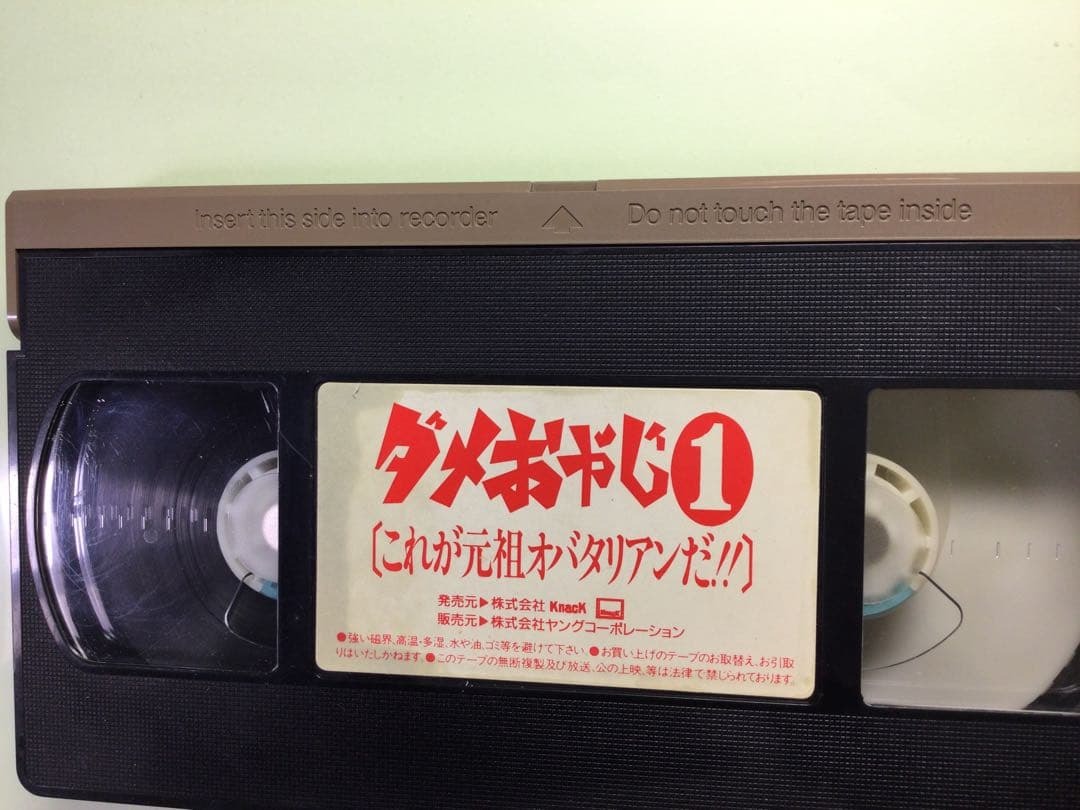 Insert this side into recorder Do not touch the tape inside
ダメおやじ1
〔これが元祖オバタリアンだ!!〕
発売元▶株式会社 KnacK
販売元▶株式会社ヤングコーポレーション
●強い磁界、高温・多湿、水や油、ゴミ等を避けて下さい。●お買い上げのテープのお取替え、お引取
りはいたしかねます。●このテープの無断複製及び放送、公の上映、等は法律で禁じられております。